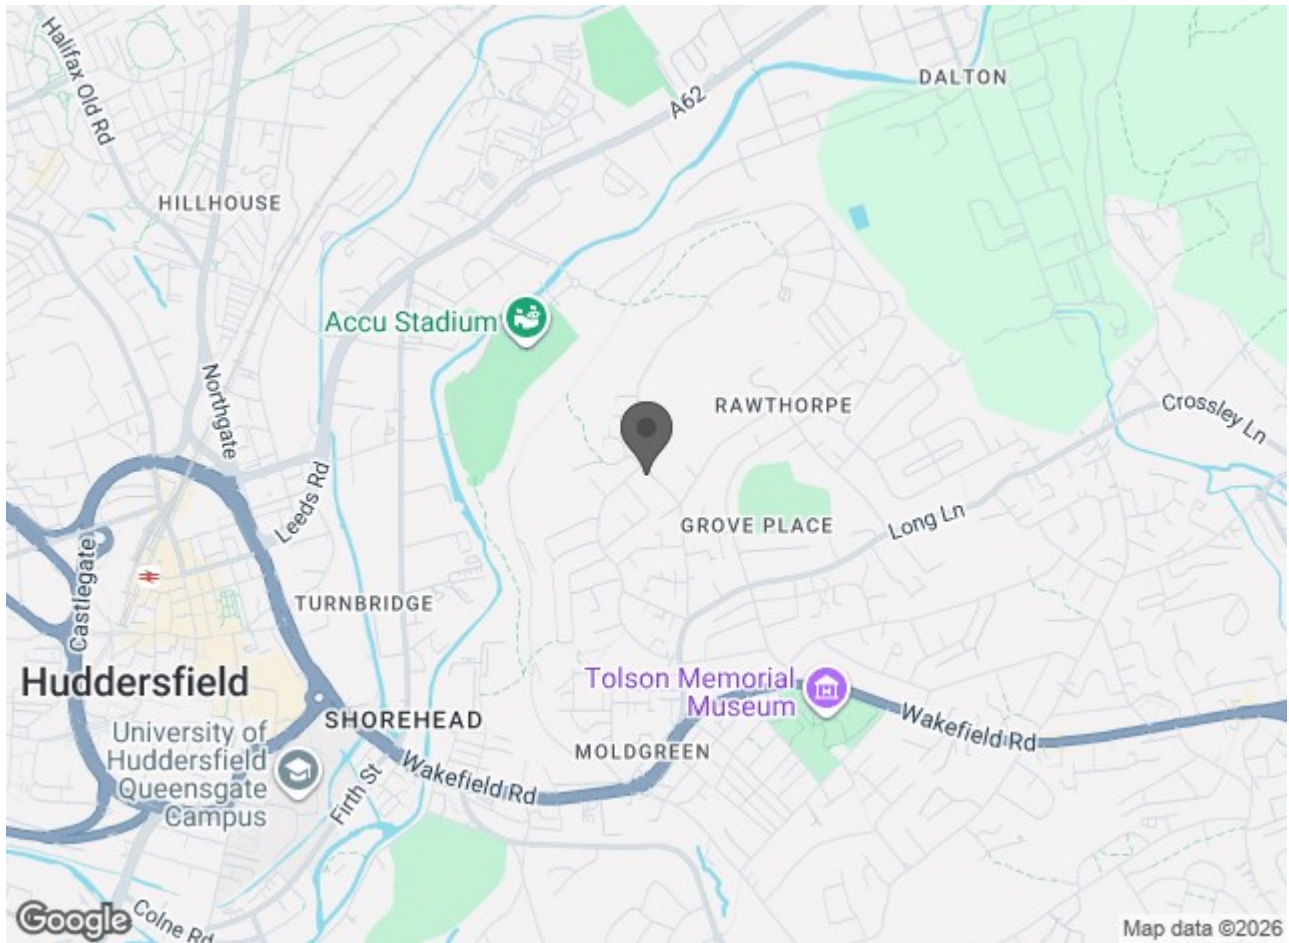 Halifax Old Rd
A62
DALTON
HILLHOUSE
Accu Stadium
Northgate
RAWTHORPE
Crossley Ln
Leeds Rd
GROVE PLACE
Long Ln
Castlegate
TURNBRIDGE
Huddersfield
Tolson Memorial
Museum
SHOREHEAD
Wakefield Rd
University of
Huddersfield
Queensgate
Campus
MOLDGREEN
Wakefield Rd
Firth St
Google
Colne Rd
Map data ©2026